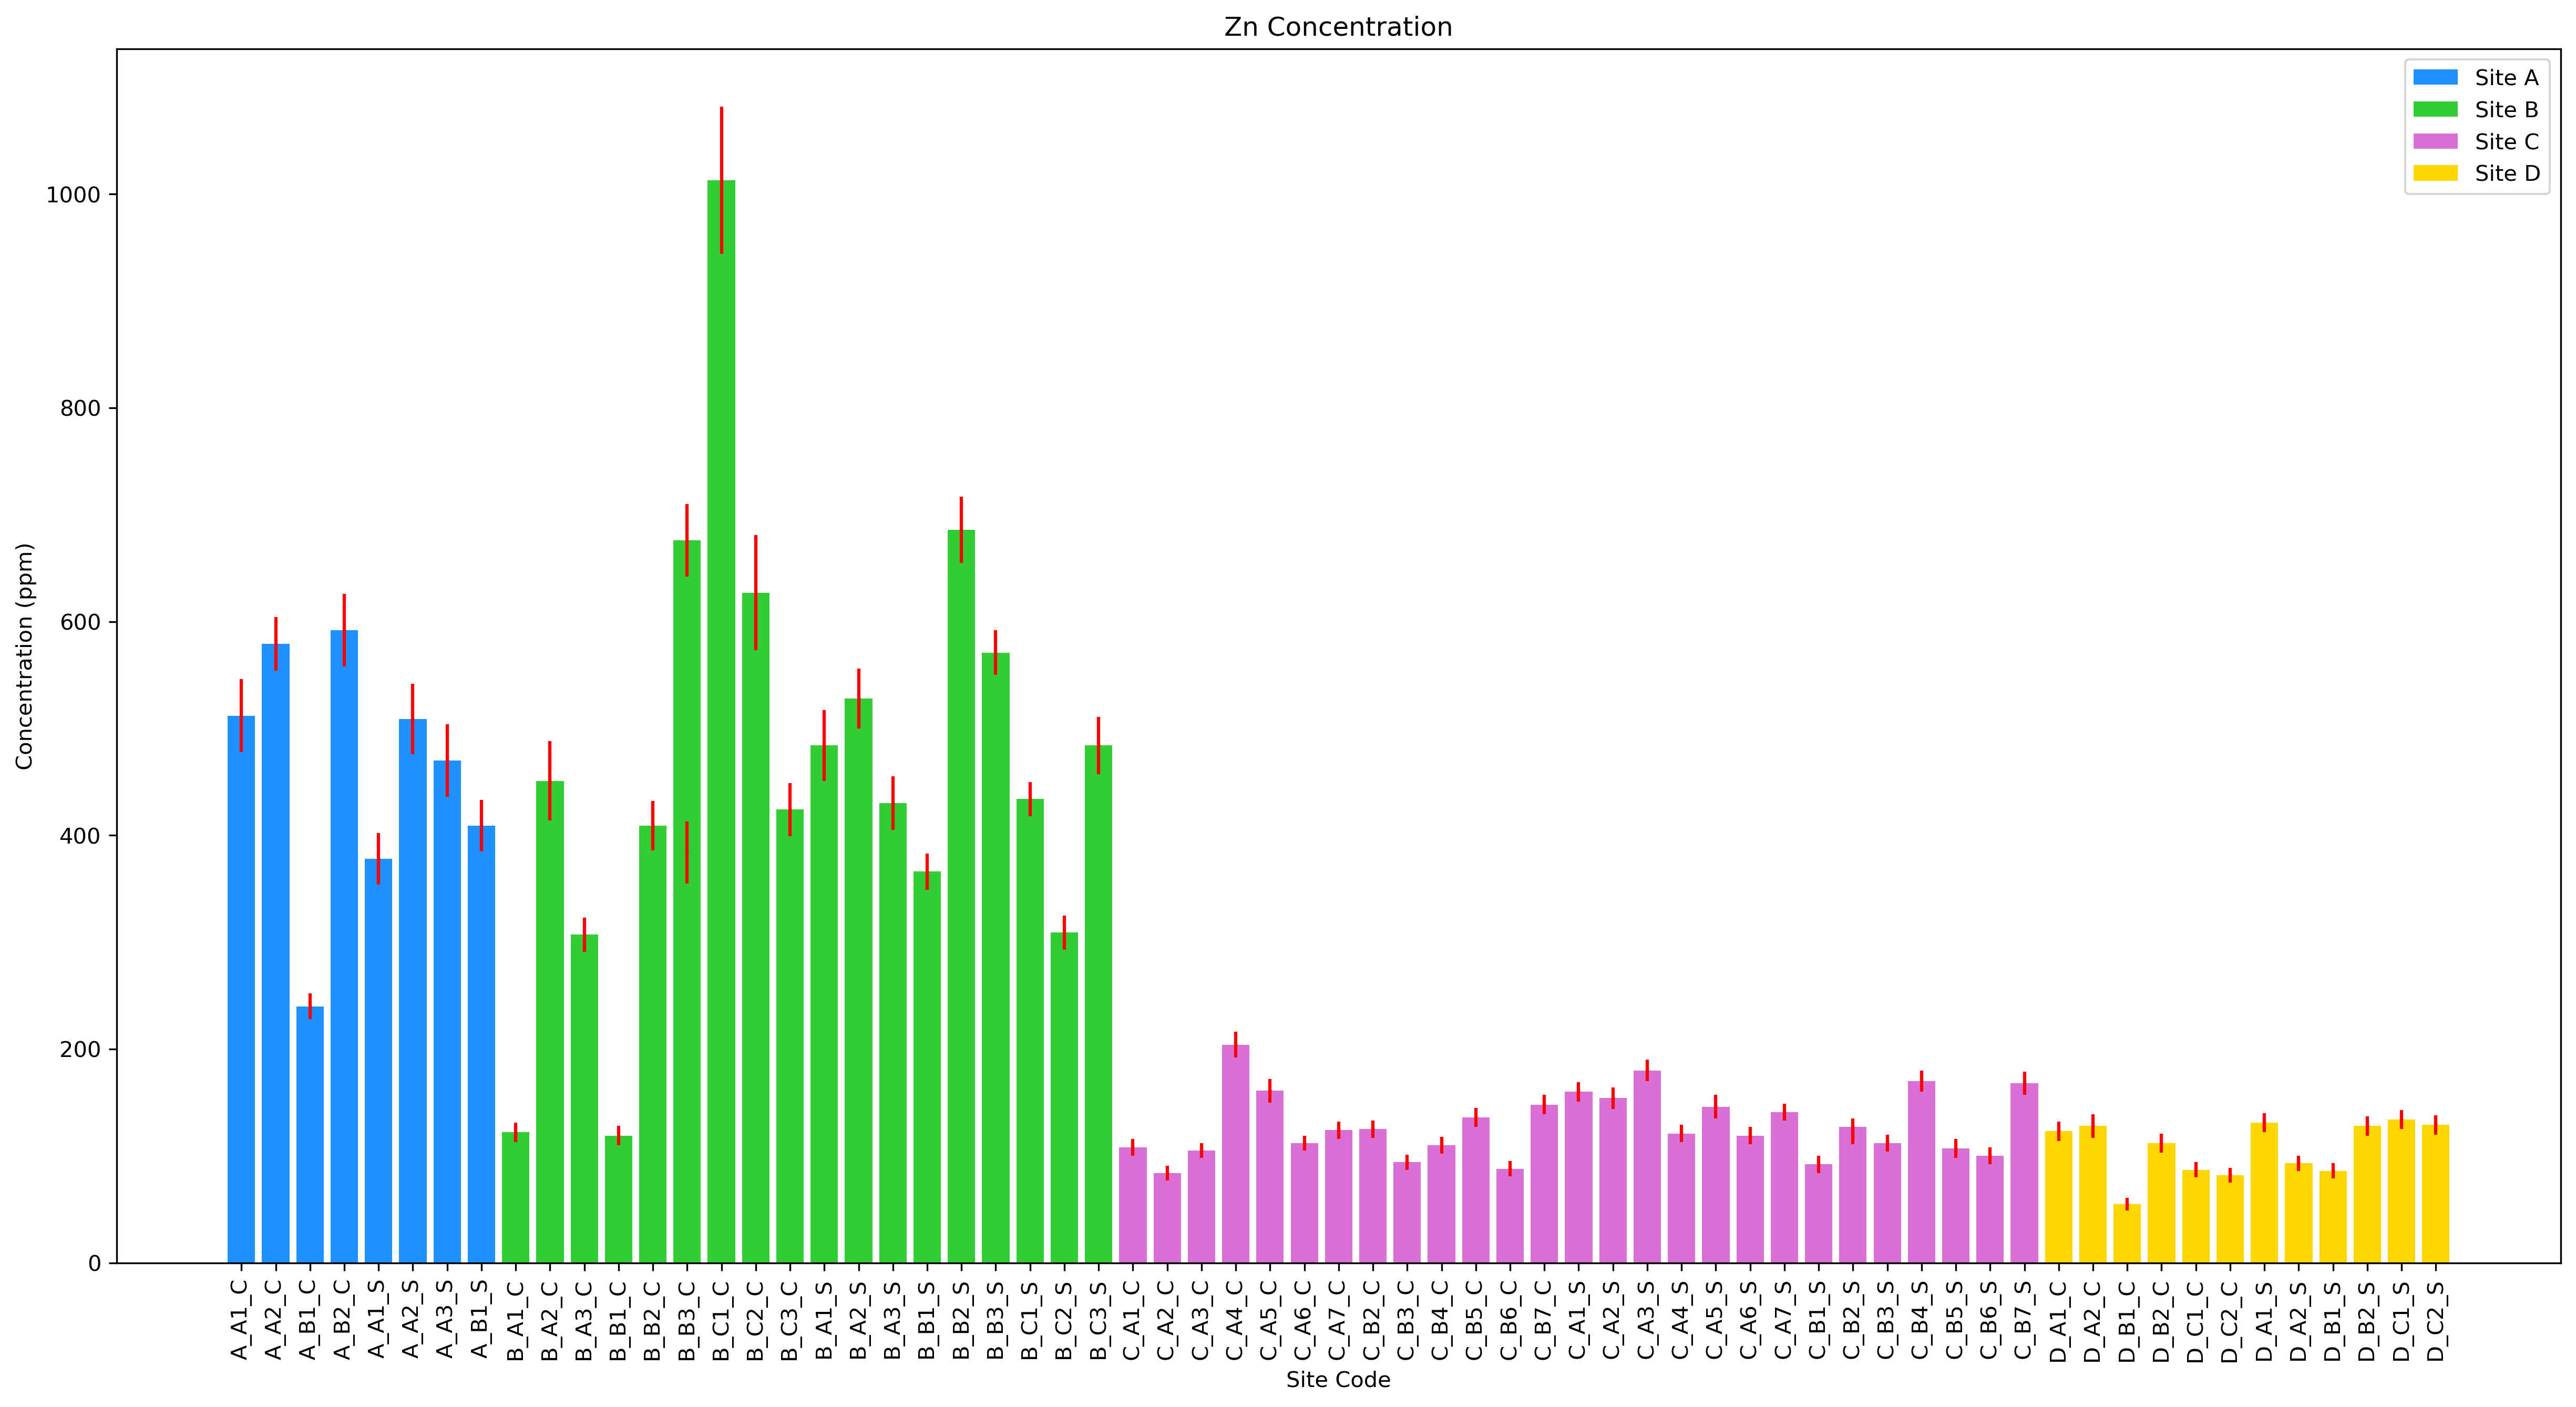 Zn Concentration
Site A
Site B
Site C
Site D
Concentration (ppm)
1000
800
600
400
200
0
A_A1_C
A_A2_C
A_B1_C
A_B2_C
A_A1_S
A_A2_S
A_A3_S
A_B1_S
B_A1_C
B_A2_C
B_A3_C
B_B1_C
B_B2_C
B_B3_C
B_C1_C
B_C2_C
B_C3_C
B_A1_S
B_A2_S
B_A3_S
B_B1_S
B_B2_S
B_B3_S
B_C1_S
B_C2_S
B_C3_S
C_A1_C
C_A2_C
C_A3_C
C_A4_C
C_A5_C
C_A6_C
C_A7_C
C_B2_C
C_B3_C
C_B4_C
C_B5_C
C_B6_C
C_B7_C
C_A1_S
C_A2_S
C_A3_S
C_A4_S
C_A5_S
C_A6_S
C_A7_S
C_B1_S
C_B2_S
C_B3_S
C_B4_S
C_B5_S
C_B6_S
C_B7_S
D_A1_C
D_A2_C
D_B1_C
D_B2_C
D_C1_C
D_C2_C
D_A1_S
D_A2_S
D_B1_S
D_B2_S
D_C1_S
D_C2_S
Site Code